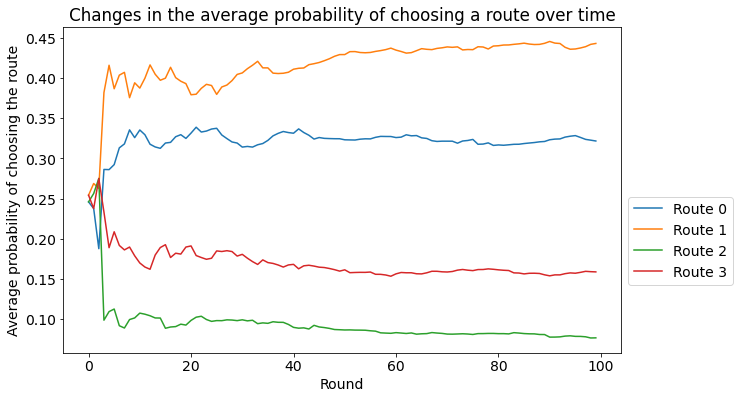 Changes in the average probability of choosing a route over time
Average probability of choosing the route
0.45
0.40
0.35
0.30
0.25
0.20
0.15
0.10
0 20 40 60 80 100
Round
Route 0
Route 1
Route 2
Route 3